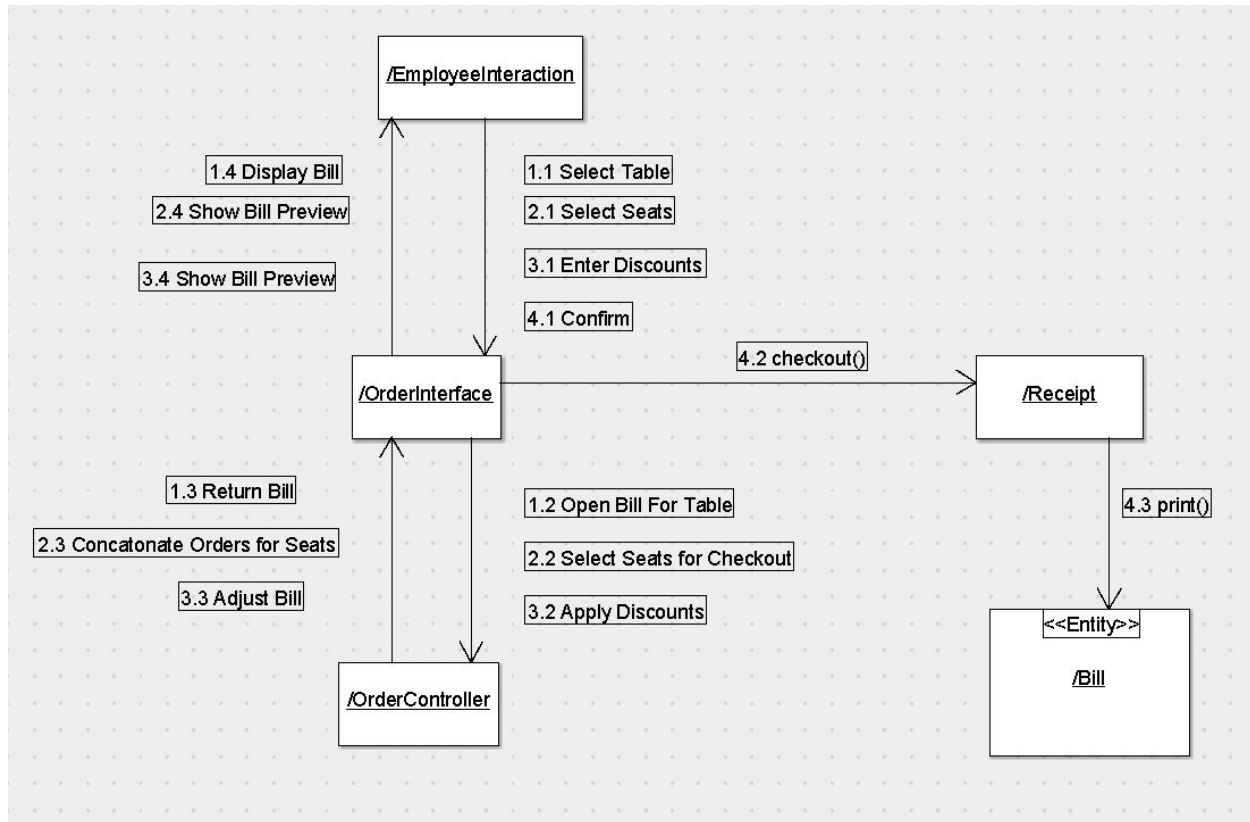 /EmployeeInteraction
1.4 Display Bill
1.1 Select Table
2.4 Show Bill Preview
2.1 Select Seats
3.4 Show Bill Preview
3.1 Enter Discounts
4.1 Confirm
4.2 checkout()
/OrderInterface
/Receipt
1.3 Return Bill
1.2 Open Bill For Table
4.3 print()
2.3 Concatonate Orders for Seats
2.2 Select Seats for Checkout
3.3 Adjust Bill
3.2 Apply Discounts
<<Entity>>
/Bill
/OrderController